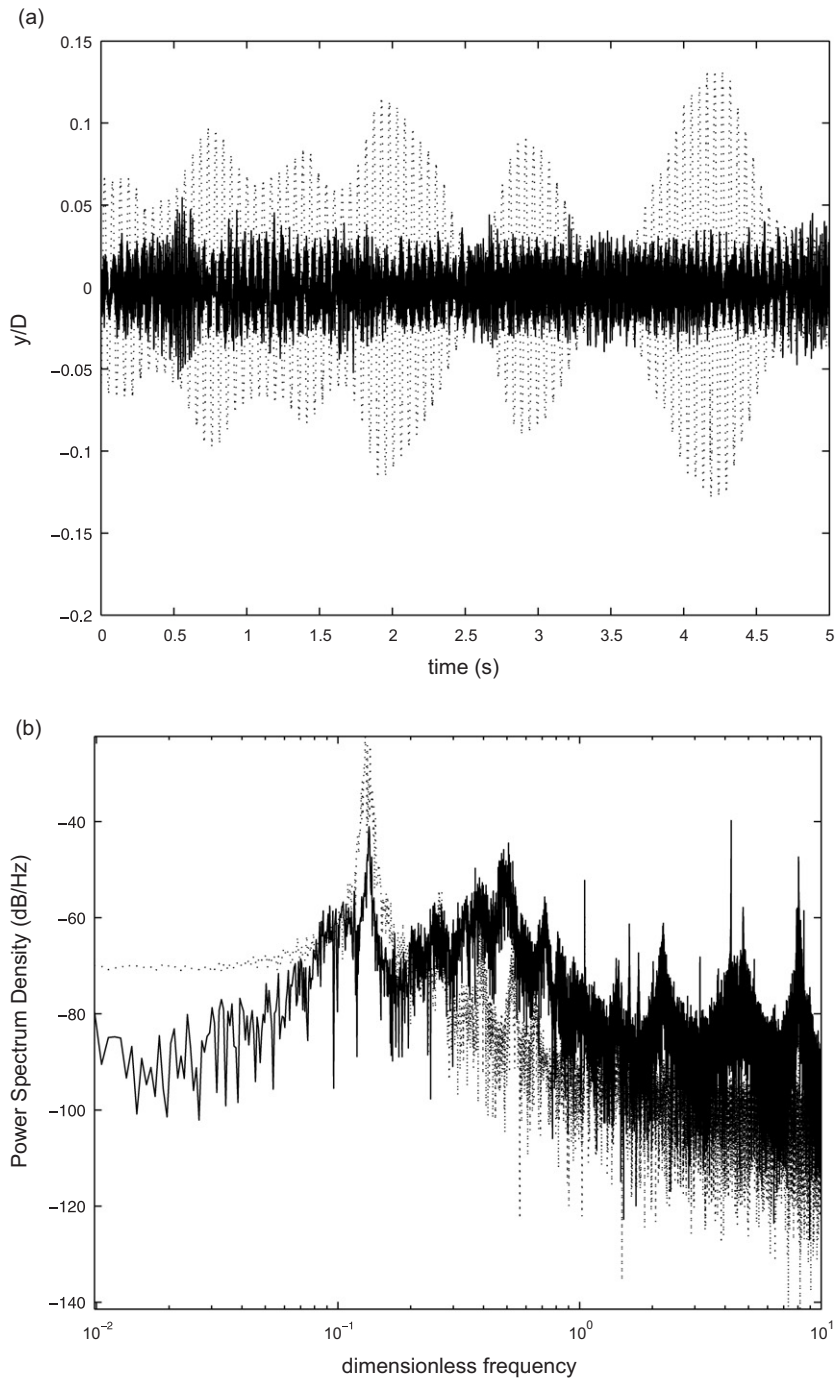 (a)
0.15
0.1
0.05
0
−0.05
−0.1
−0.15
−0.2
y/D
0 0.5 1 1.5 2 2.5 3 3.5 4 4.5 5
time (s)
(b)
−40
−60
−80
−100
−120
−140
Power Spectrum Density (dB/Hz)
10⁻² 10⁻¹ 10⁰ 10¹
dimensionless frequency